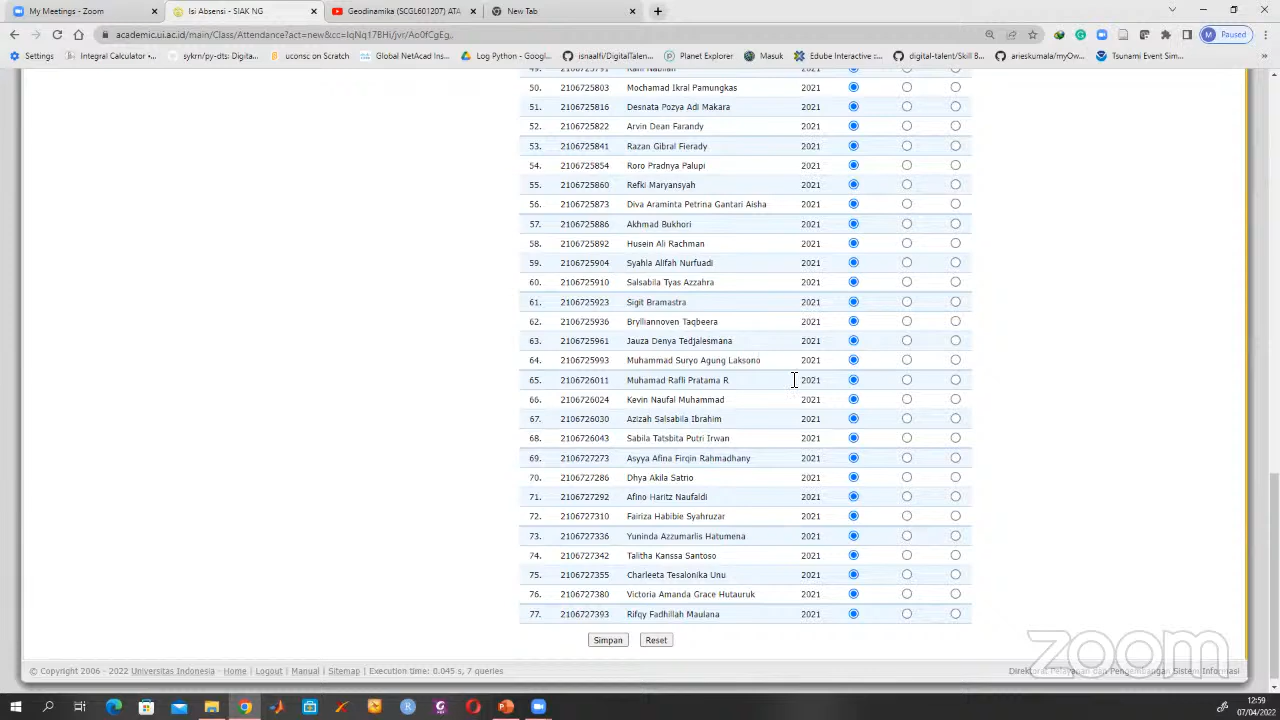 My Meetings - Zoom
Isi Absensi - SIAK NG
Geodinamika (SCGL601207) ATA
New Tab
academic.ui.ac.id/main/Class/Attendance?act=new&cc=
Paused
Settings
Integral Calculator ...
sykrn/py-dts: Digita...
uconsc on Scratch
GlobalNetAcad Ins...
Log Python - Googl...
isnaalfi/DigitalTalen...
Planet Explorer
Masuk
Edube Interactive :...
digital-talent/Skill B...
arieskumala/myOw...
Tsunami Event Sim...
50. 2106725803 Mochamad Ikral Pamungkas 2021
51. 2106725816 Desnata Pozya Adi Makara 2021
52. 2106725822 Arvin Dean Farandy 2021
53. 2106725841 Razan Gibral Fierady 2021
54. 2106725854 Roro Pradnya Palupi 2021
55. 2106725860 Refki Maryansyah 2021
56. 2106725873 Diva Araminta Petrina Gantari Aisha 2021
57. 2106725886 Akhmad Bukhori 2021
58. 2106725892 Husein Ali Rachman 2021
59. 2106725904 Syahla Alifah Nurfuadi 2021
60. 2106725910 Salsabila Tyas Azzahra 2021
61. 2106725923 Sigit Bramastra 2021
62. 2106725936 Brylliannoven Taqbeera 2021
63. 2106725961 Jauza Denya Tedjalesmana 2021
64. 2106725993 Muhammad Suryo Agung Laksono 2021
65. 2106726011 Muhamad Rafli Pratama R 2021
66. 2106726024 Kevin Naufal Muhammad 2021
67. 2106726030 Azizah Salsabila Ibrahim 2021
68. 2106726043 Sabila Tatsbita Putri Irwan 2021
69. 2106727273 Asyya Afina Firqin Rahmadhany 2021
70. 2106727286 Dhya Akila Satrio 2021
71. 2106727292 Afino Haritz Naufaldi 2021
72. 2106727310 Fairiza Habibie Syahruzar 2021
73. 2106727336 Yuninda Azzumarlis Hatumena 2021
74. 2106727342 Talitha Kanssa Santoso 2021
75. 2106727355 Charleeta Tesalonika Unu 2021
76. 2106727380 Victoria Amanda Grace Hutauruk 2021
77. 2106727393 Rifqy Fadhillah Maulana 2021
Simpan Reset
zoom
© Copyright 2006 - 2022 Universitas Indonesia - Home | Logout | Manual | Sitemap | Execution time: 0.045 s, 7 queries
Direktorat Pelayanan dan Pengembangan Sistem Informasi
12:59
07/04/2022